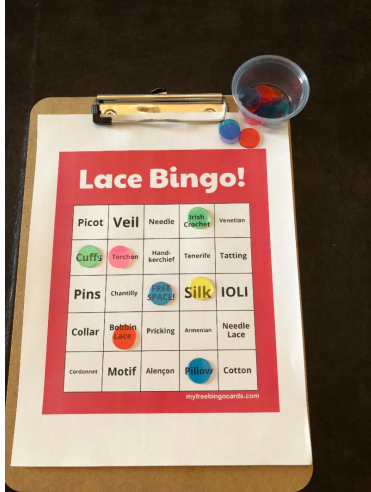 Lace Bingo!
Picot Veil Needle Irish Crochet Venetian
Cuffs Torchon Hand-kerchief Tenerife Tatting
Pins Chantilly FREE SPACE! Silk IOLI
Collar Bobbin Lace Pricking Armenian Needle Lace
Cordonnet Motif Alençon Pillow Cotton
myfreebingocards.com